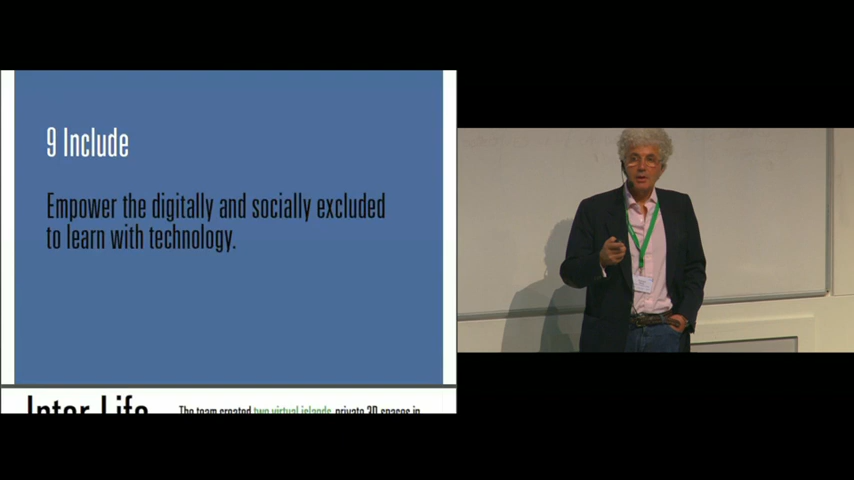 9 Include
Empower the digitally and socially excluded
to learn with technology.
Inter Life
The team created two virtual islands, private 3D spaces in